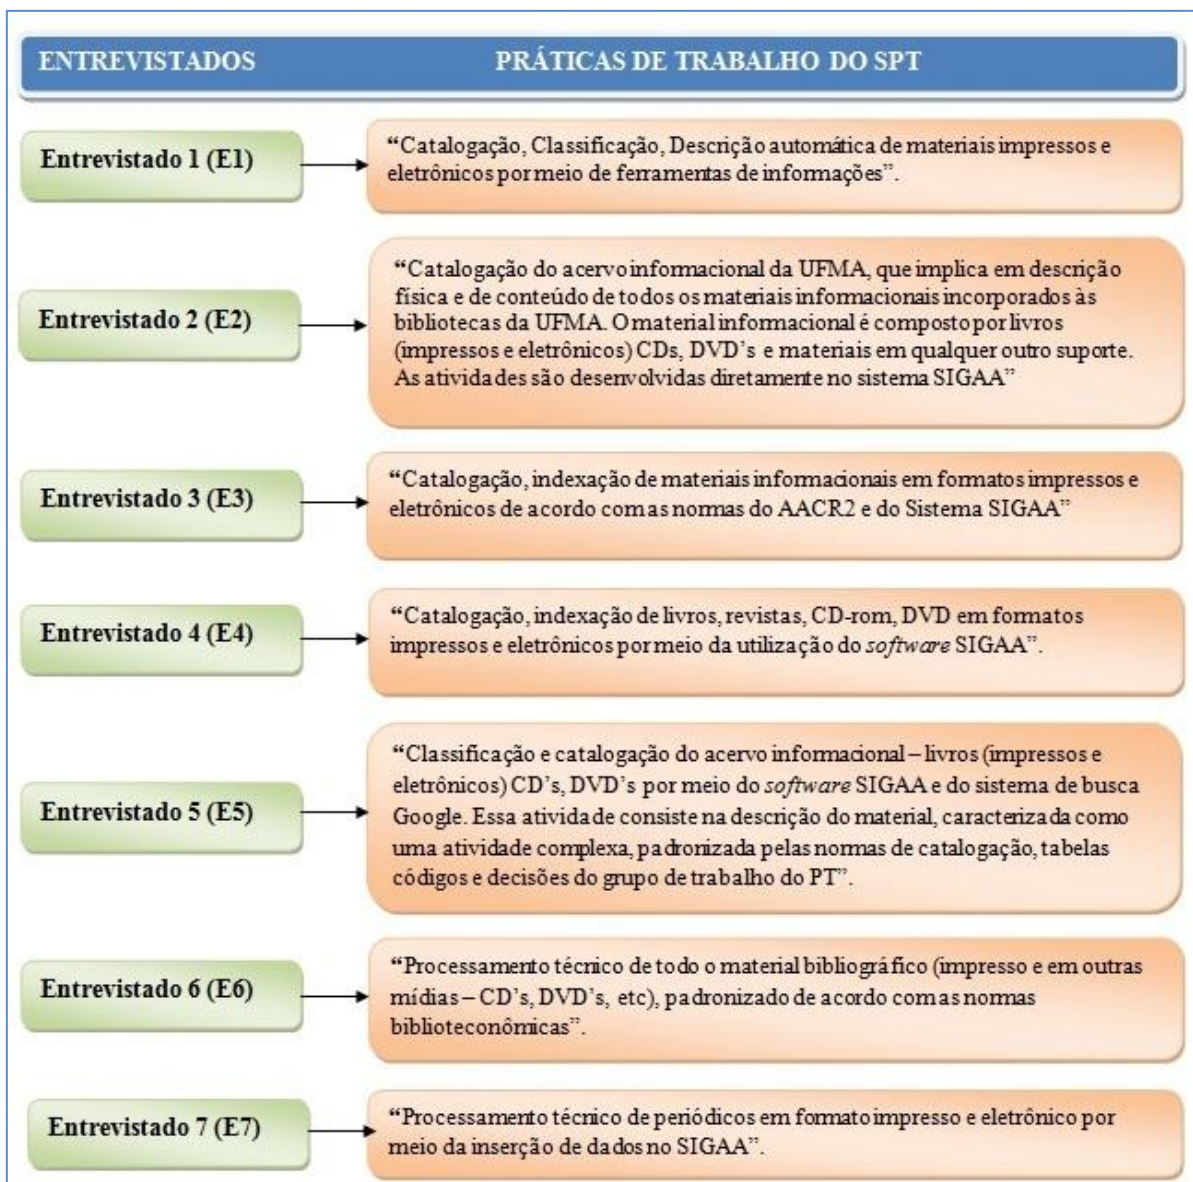 ENTREVISTADOS PRÁTICAS DE TRABALHO DO SPT
Entrevistado 1 (E1)
“Catalogação, Classificação, Descrição automática de materiais impressos e
eletrônicos por meio de ferramentas de informações”.
Entrevistado 2 (E2)
“Catalogação do acervo informacional da UFMA, que implica em descrição
física e de conteúdo de todos os materiais informacionais incorporados às
bibliotecas da UFMA. O material informacional é composto por livros
(impressos e eletrônicos) CDs, DVD’s e materiais em qualquer outro suporte.
As atividades são desenvolvidas diretamente no sistema SIGAA”
Entrevistado 3 (E3)
“Catalogação, indexação de materiais informacionais em formatos impressos e
eletrônicos de acordo com as normas do AACR2 e do Sistema SIGAA”
Entrevistado 4 (E4)
“Catalogação, indexação de livros, revistas, CD-rom, DVD em formatos
impressos e eletrônicos por meio da utilização do software SIGAA”.
Entrevistado 5 (E5)
“Classificação e catalogação do acervo informacional – livros (impressos e
eletrônicos) CD’s, DVD’s por meio do software SIGAA e do sistema de busca
Google. Essa atividade consiste na descrição do material, caracterizada como
uma atividade complexa, padronizada pelas normas de catalogação, tabelas
códigos e decisões do grupo de trabalho do PT”.
Entrevistado 6 (E6)
“Processamento técnico de todo o material bibliográfico (impresso e em outras
mídias – CD’s, DVD’s, etc), padronizado de acordo com as normas
biblioteconômicas”.
Entrevistado 7 (E7)
“Processamento técnico de periódicos em formato impresso e eletrônico por
meio da inserção de dados no SIGAA”.